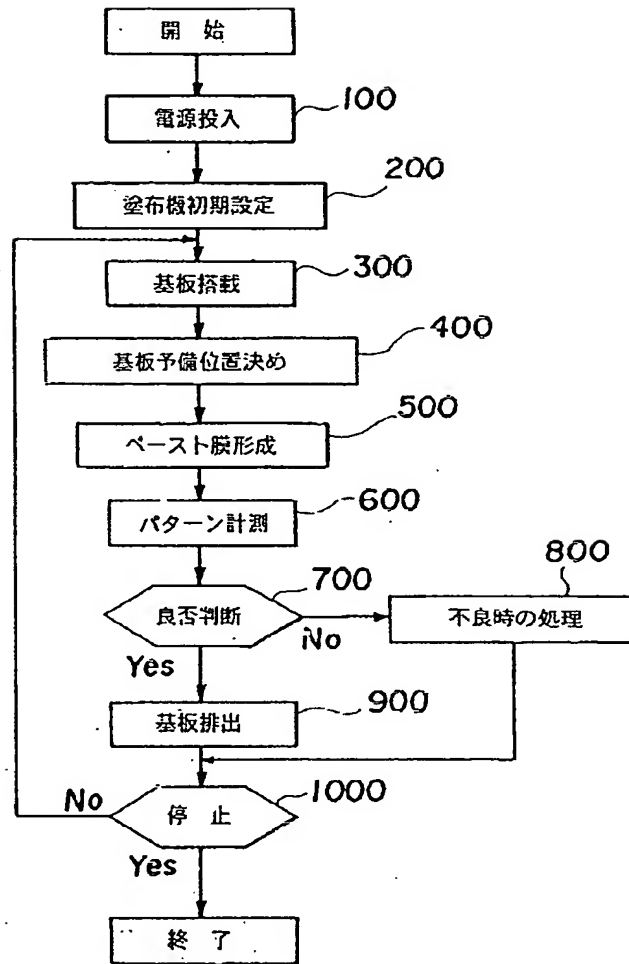 開 始
電源投入
100
塗布機初期設定
200
基板搭載
300
基板予備位置決め
400
ペースト膜形成
500
パターン計測
600
良否判断
700
No
Yes
不良時の処理
800
基板排出
900
停 止
1000
No
Yes
終 了